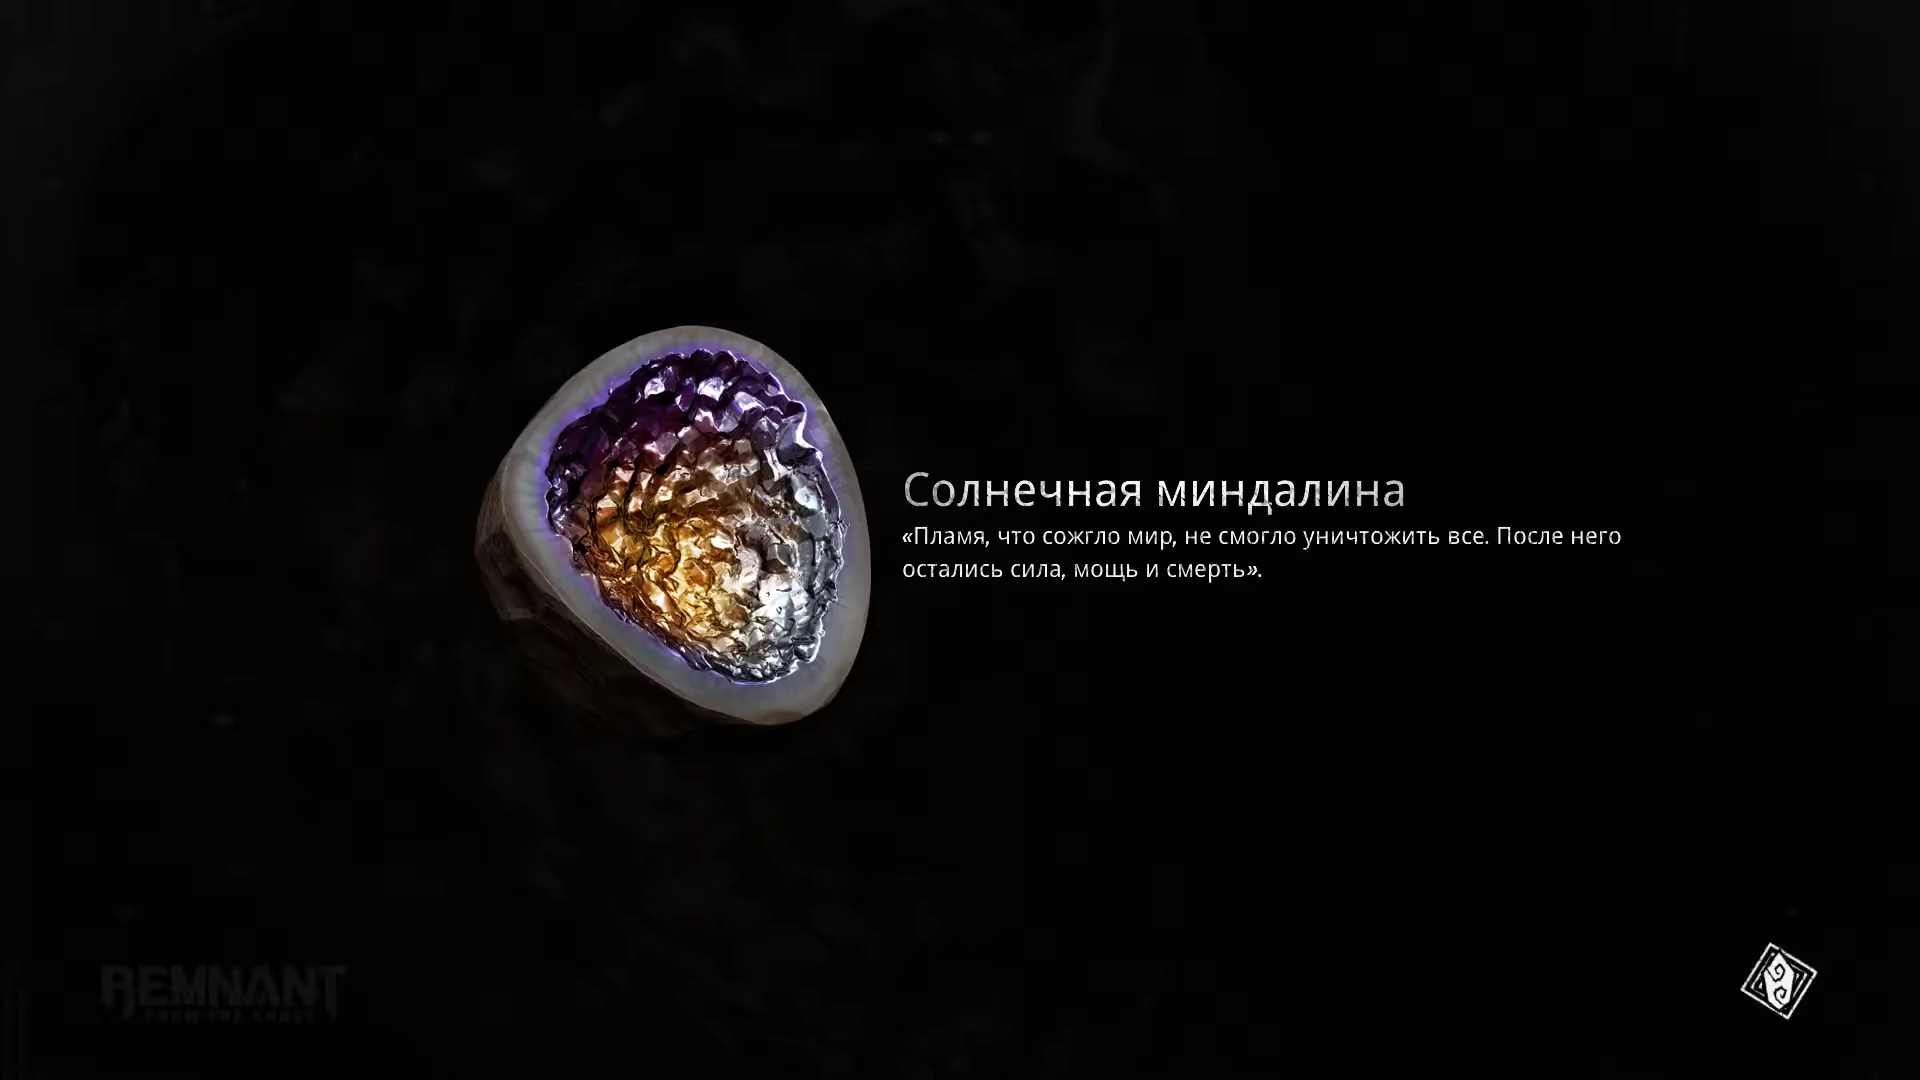 Солнечная миндалина
«Пламя, что сожгло мир, не смогло уничтожить все. После него
остались сила, мощь и смерть».
REMNANT
FROM THE ASHES